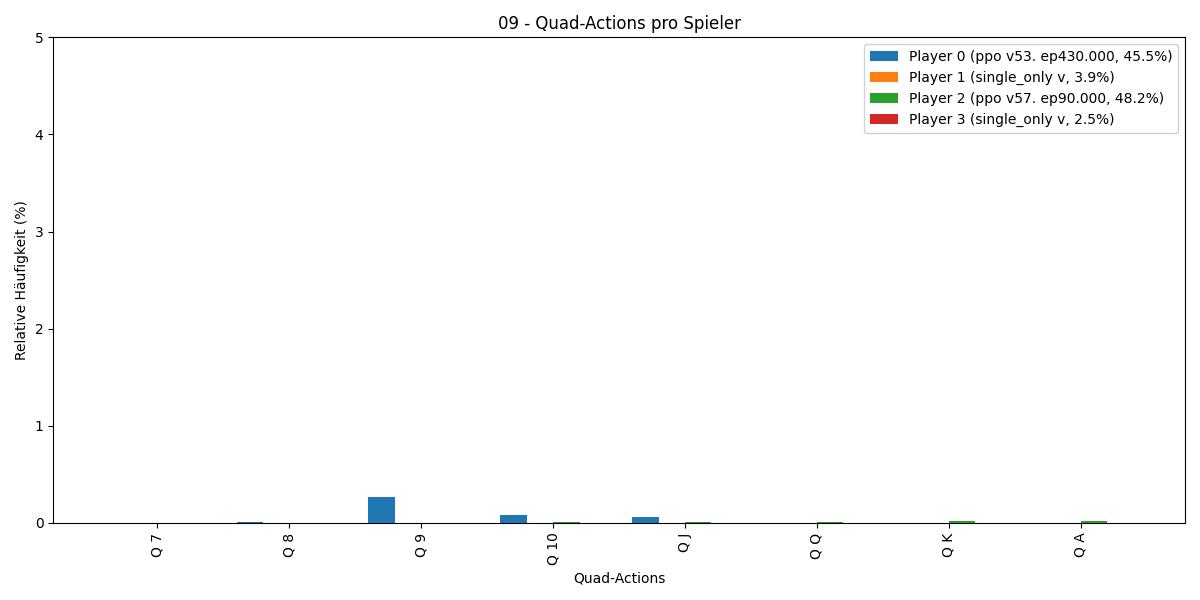 09 - Quad-Actions pro Spieler
Relative Häufigkeit (%)
5
4
3
2
1
0
Player 0 (ppo v53. ep430.000, 45.5%)
Player 1 (single_only v, 3.9%)
Player 2 (ppo v57. ep90.000, 48.2%)
Player 3 (single_only v, 2.5%)
Q 7
Q 8
Q 9
Q 10
Q J
Q Q
Q K
Q A
Quad-Actions